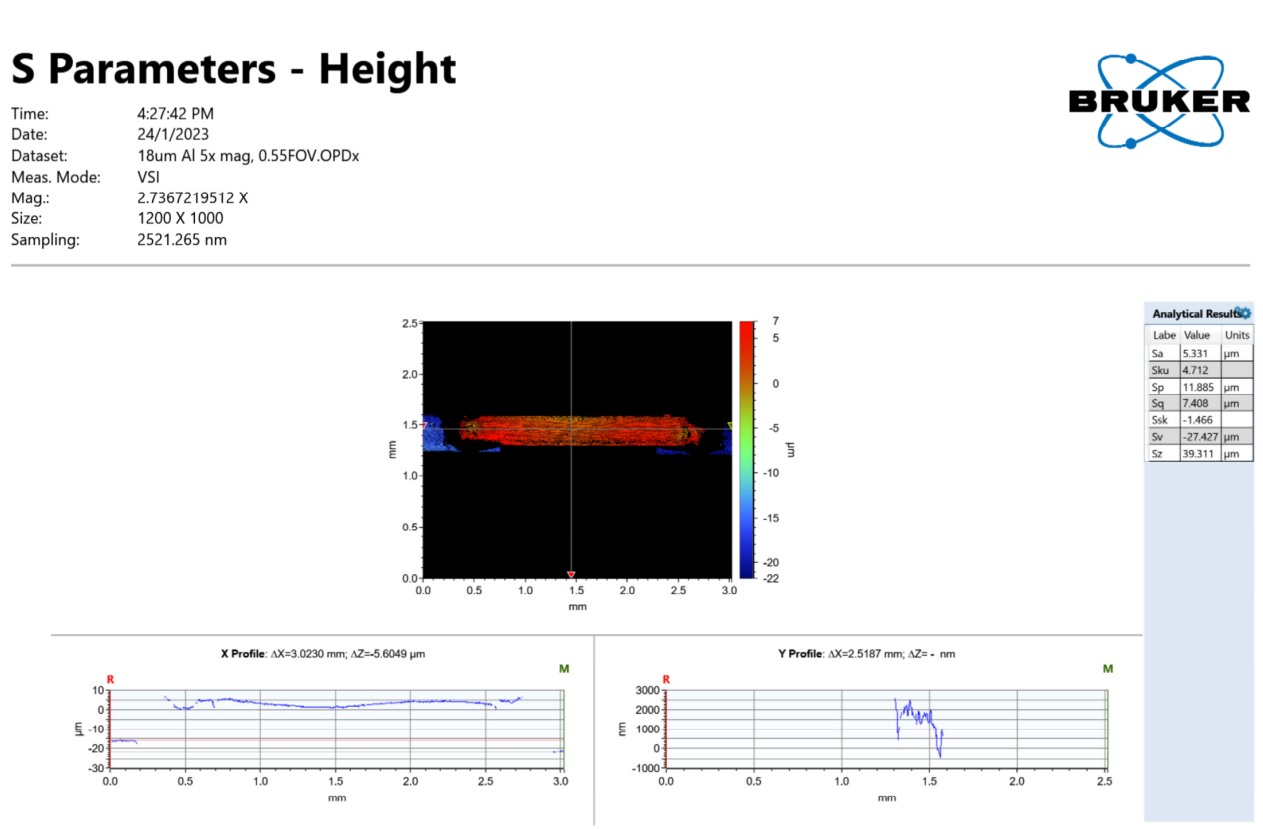 S Parameters - Height
BRUKER
Time: 4:27:42 PM
Date: 24/1/2023
Dataset: 18um Al 5x mag, 0.55FOV.OPDx
Meas. Mode: VSI
Mag.: 2.7367219512 X
Size: 1200 X 1000
Sampling: 2521.265 nm
2.5
2.0
1.5
1.0
0.5
0.0
mm
0.0 0.5 1.0 1.5 2.0 2.5 3.0
mm
7
5
0
-5
-10
-15
-20
-22
µm
Analytical Results
Labe Value Units
Sa 5.331 µm
Sku 4.712
Sp 11.885 µm
Sq 7.408 µm
Ssk -1.466
Sv -27.427 µm
Sz 39.311 µm
X Profile: ΔX=3.0230 mm; ΔZ=-5.6049 µm
R
M
10
0
-10
-20
-30
µm
0.0 0.5 1.0 1.5 2.0 2.5 3.0
mm
Y Profile: ΔX=2.5187 mm; ΔZ= - nm
R
M
3000
2000
1000
0
-1000
nm
0.0 0.5 1.0 1.5 2.0 2.5
mm